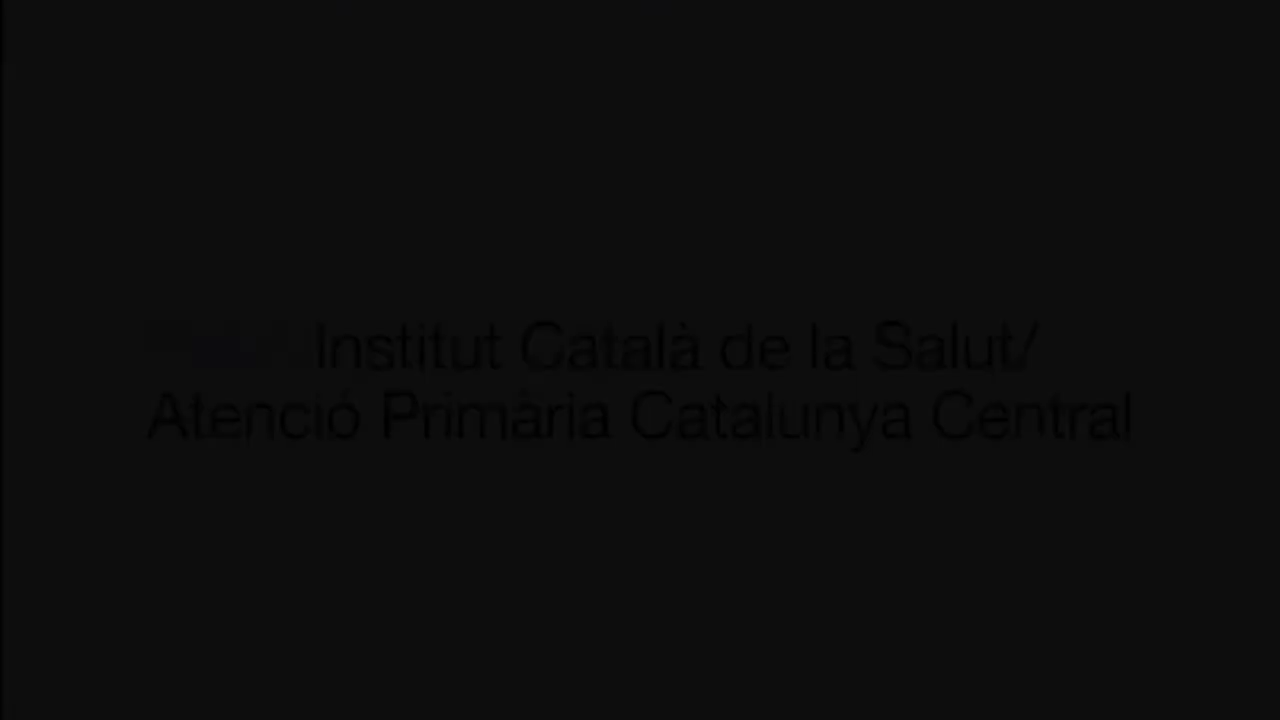 Institut Català de la Salut/
Atenció Primària Catalunya Central